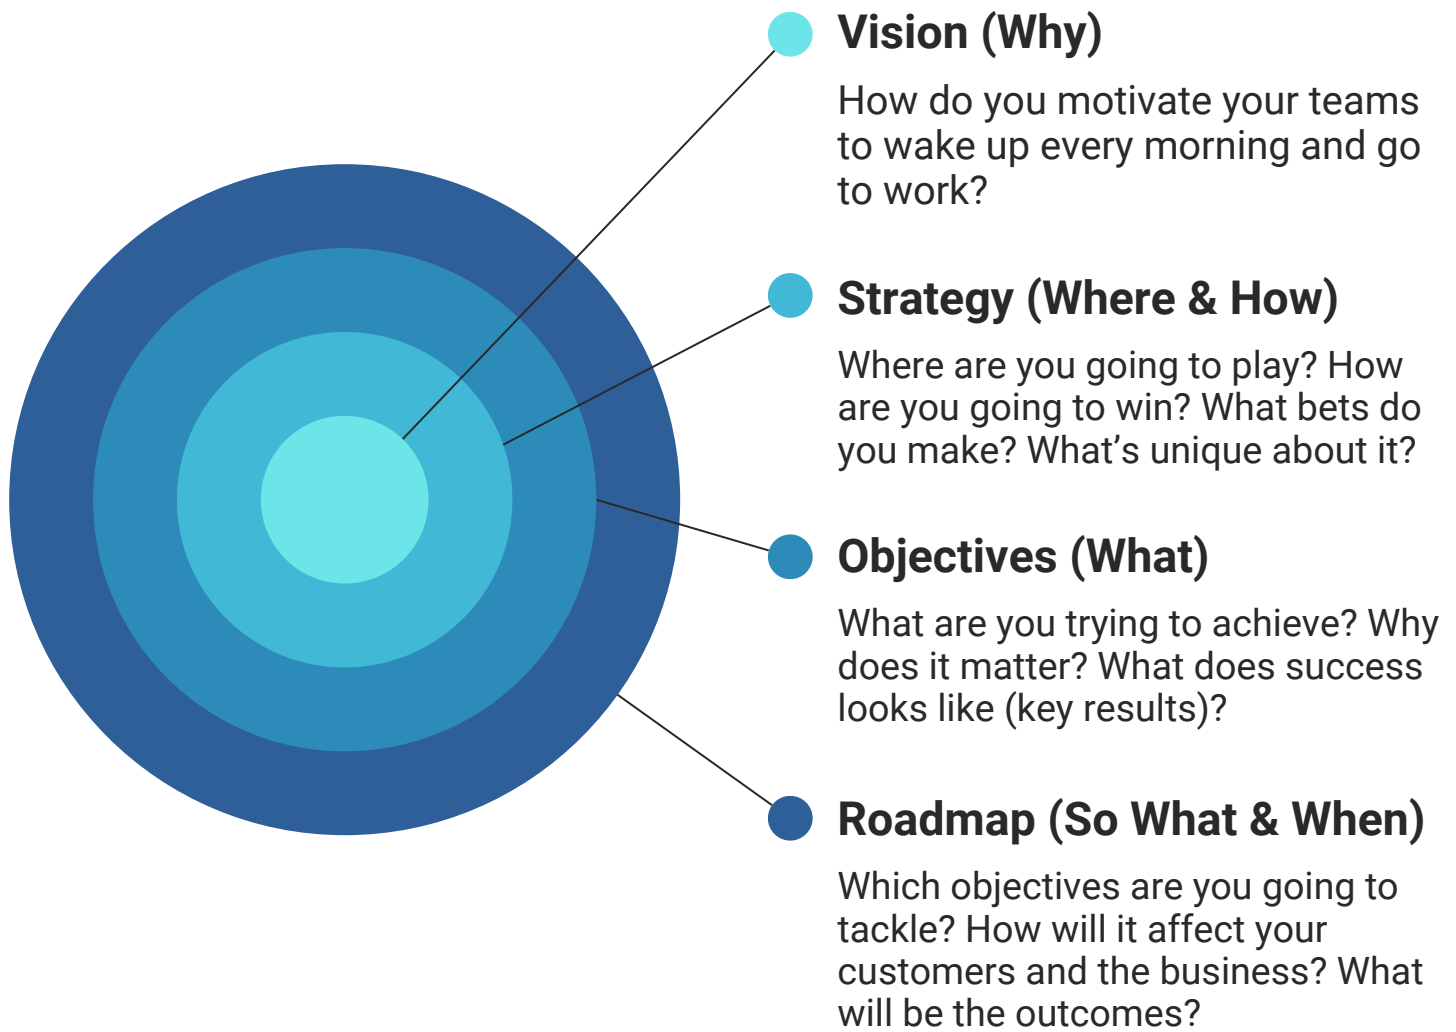 Vision (Why)
How do you motivate your teams
to wake up every morning and go
to work?
Strategy (Where & How)
Where are you going to play? How
are you going to win? What bets do
you make? What’s unique about it?
Objectives (What)
What are you trying to achieve? Why
does it matter? What does success
looks like (key results)?
Roadmap (So What & When)
Which objectives are you going to
tackle? How will it affect your
customers and the business? What
will be the outcomes?